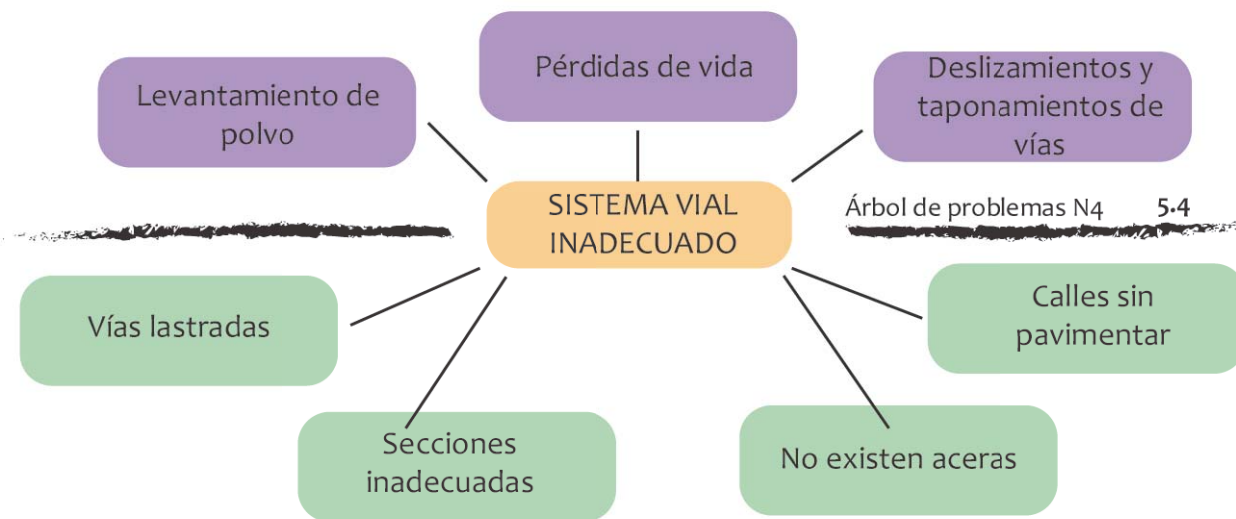 Levantamiento de
polvo
Pérdidas de vida
Deslizamientos y
taponamientos de
vías
SISTEMA VIAL
INADECUADO
Árbol de problemas N4 5.4
Vías lastradas
Calles sin
pavimentar
Secciones
inadecuadas
No existen aceras